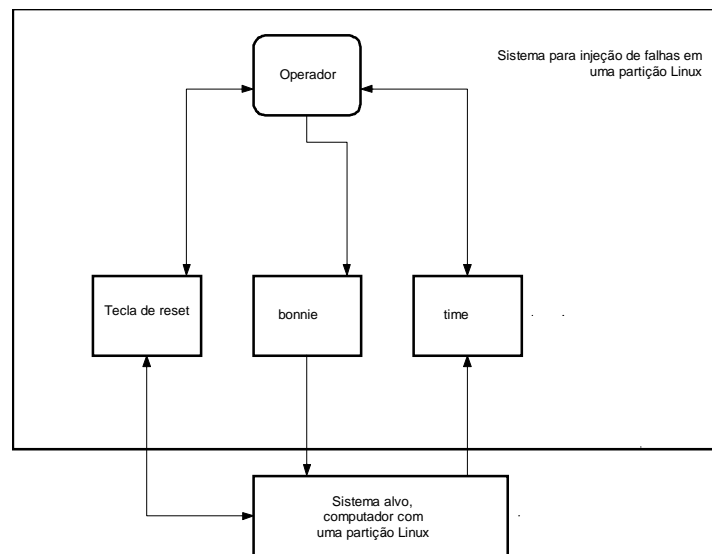 Sistema para injeção de falhas em
uma partição Linux
Operador
Tecla de reset
bonnie
time
Sistema alvo,
computador com
uma partição Linux